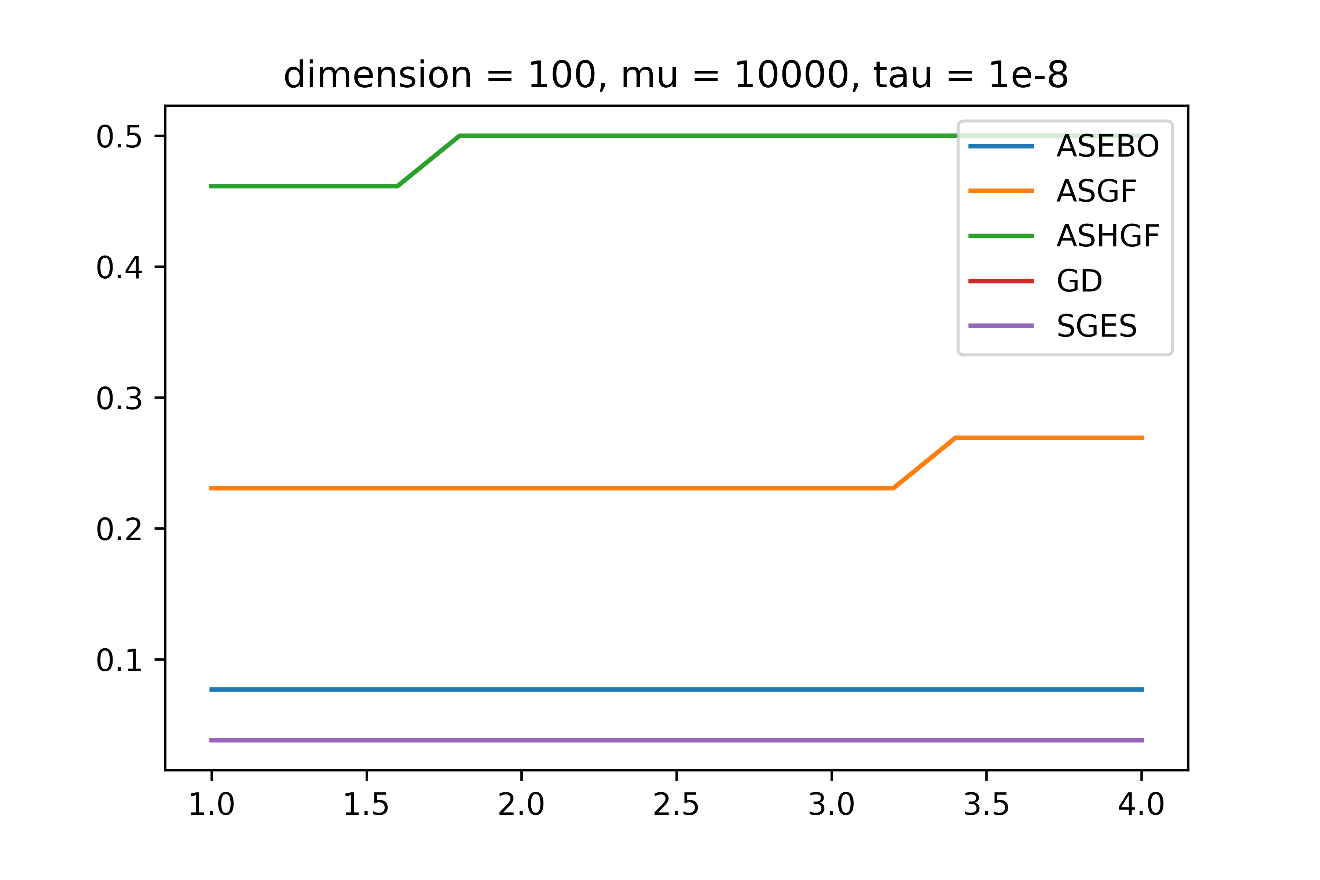 dimension = 100, mu = 10000, tau = 1e-8
0.5
0.4
0.3
0.2
0.1
ASEBO
ASGF
ASHGF
GD
SGES
1.0 1.5 2.0 2.5 3.0 3.5 4.0